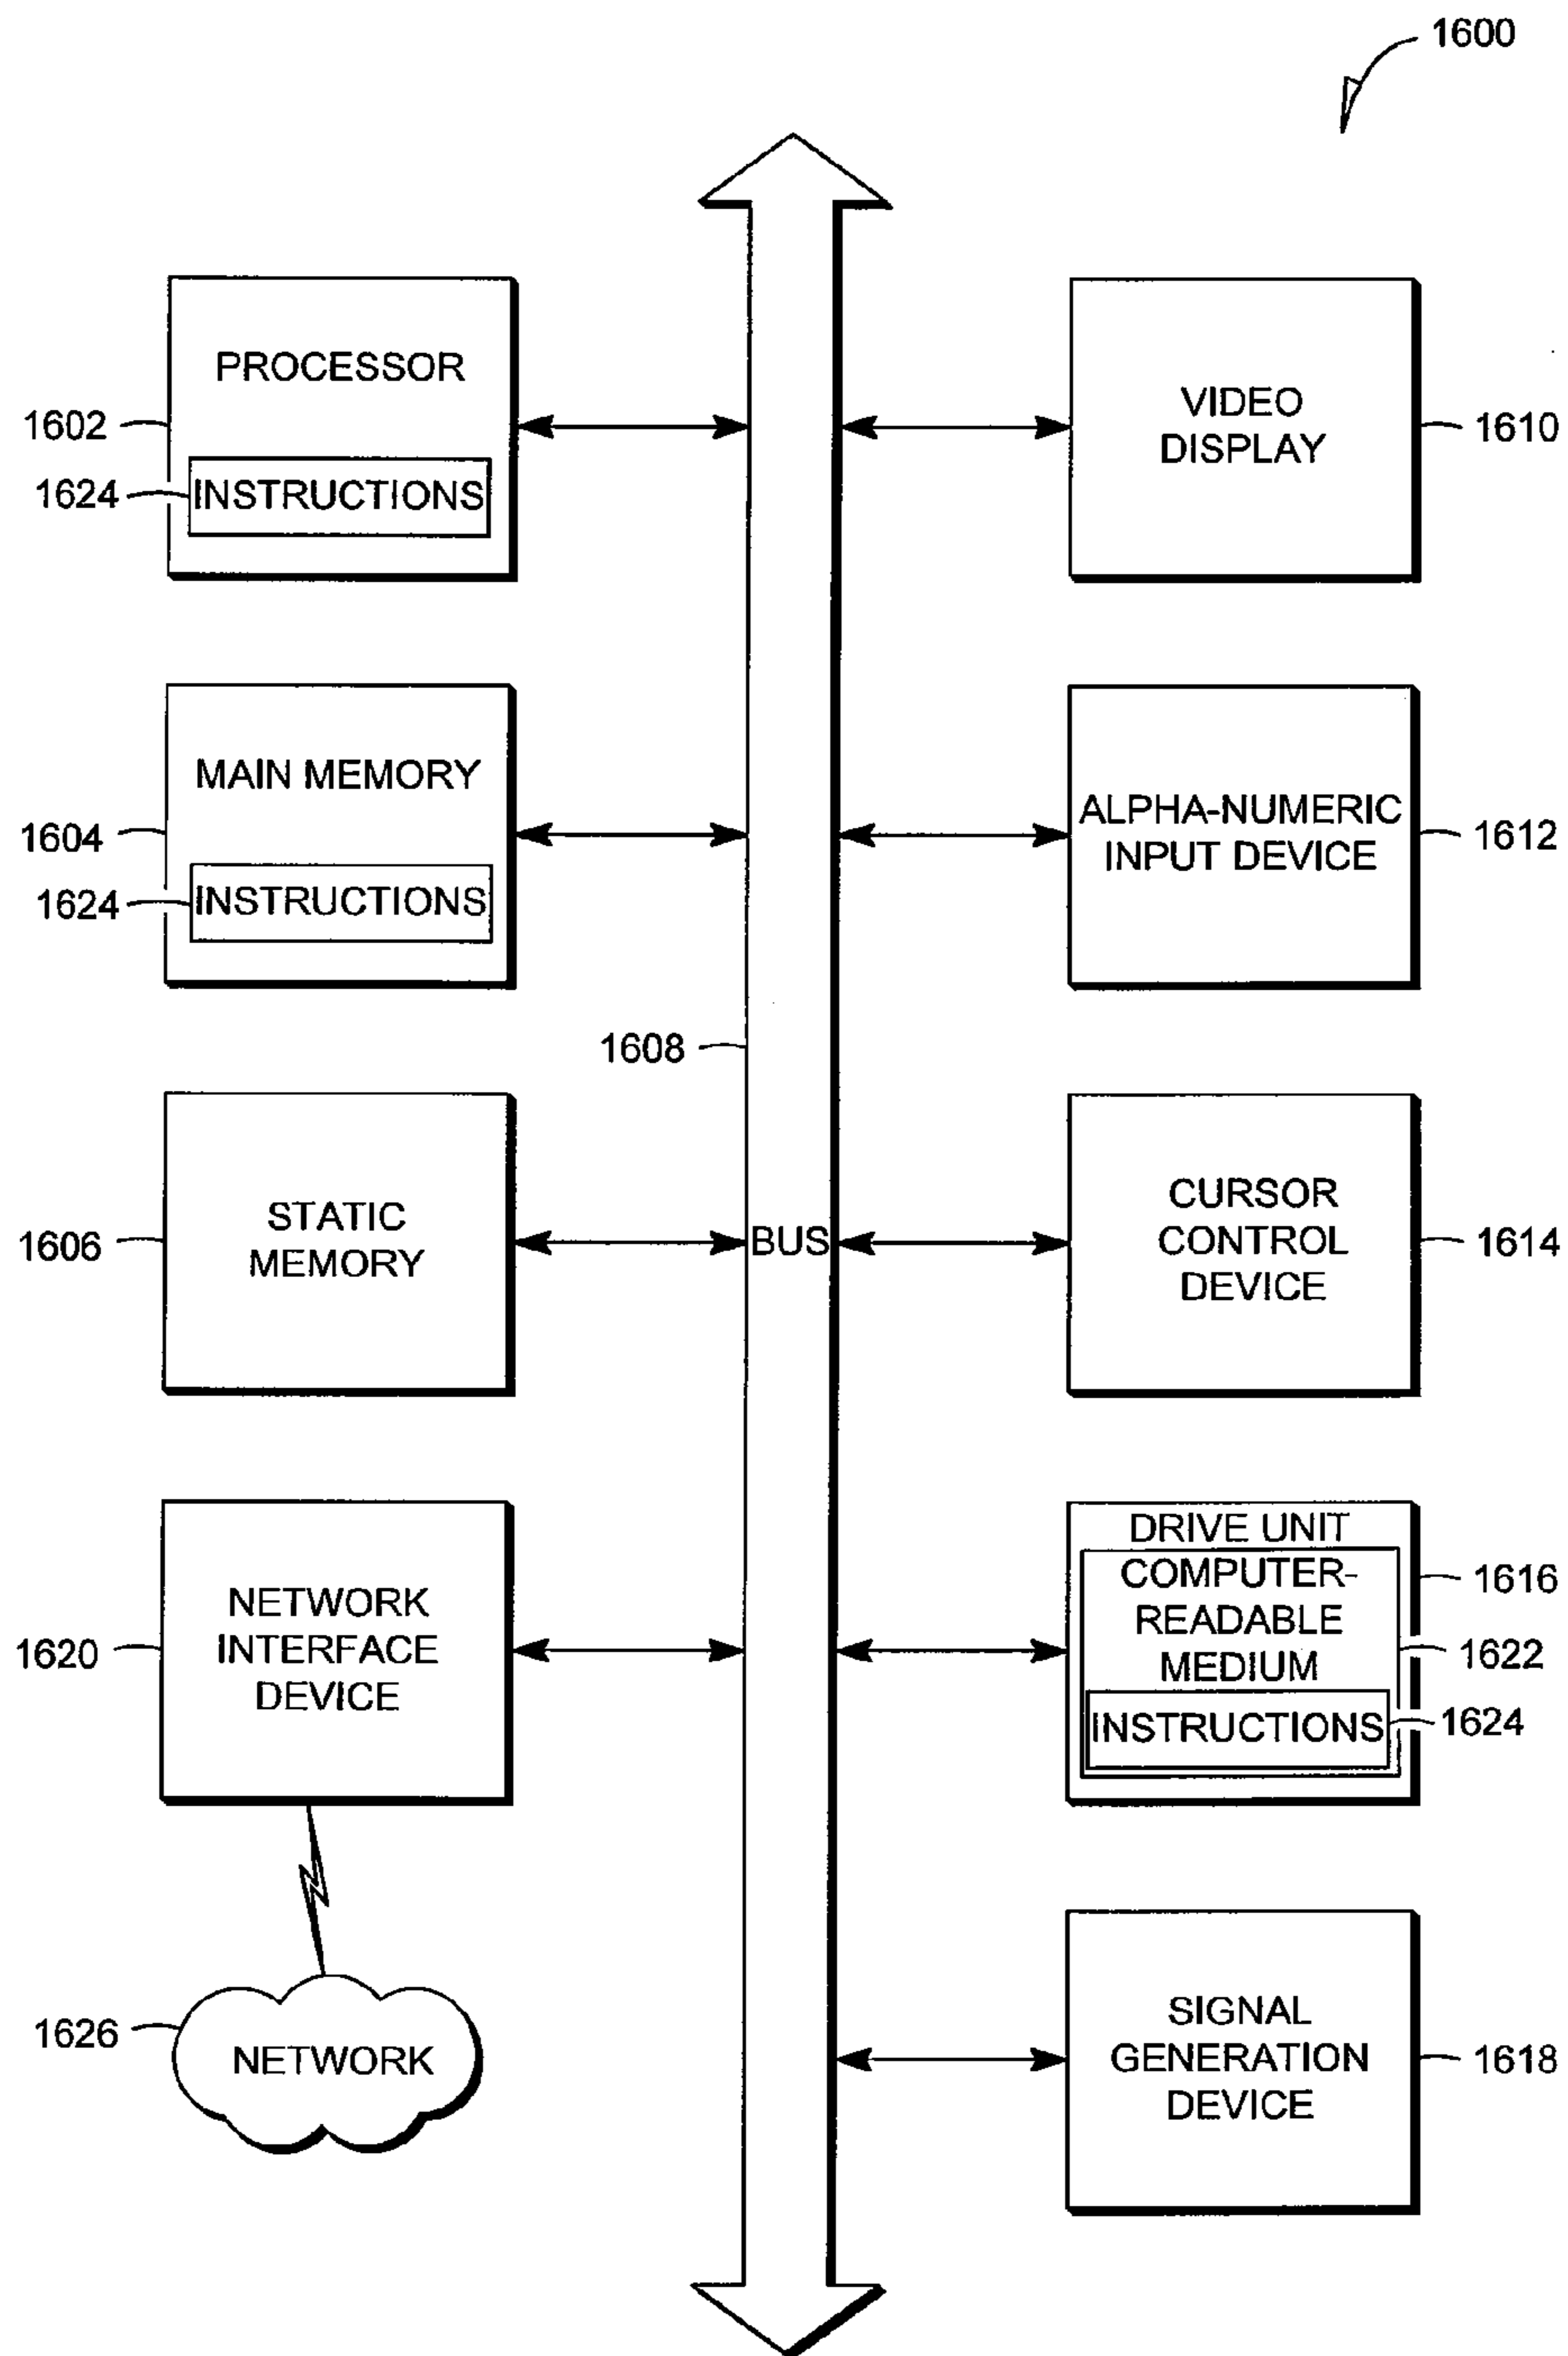 1600
PROCESSOR
1602
1624
INSTRUCTIONS
VIDEO
DISPLAY
1610
MAIN MEMORY
1604
1624
INSTRUCTIONS
ALPHA-NUMERIC
INPUT DEVICE
1612
1608
STATIC
MEMORY
1606
BUS
CURSOR
CONTROL
DEVICE
1614
NETWORK
INTERFACE
DEVICE
1620
DRIVE UNIT
COMPUTER-
READABLE
MEDIUM
INSTRUCTIONS
1616
1622
1624
1626
NETWORK
SIGNAL
GENERATION
DEVICE
1618